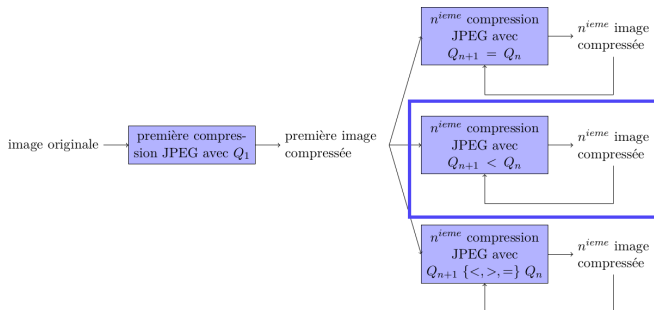 image originale
première compres-
sion JPEG avec Q₁
première image
compressée
nⁱᵉᵐᵉ compression
JPEG avec
Qₙ₊₁ = Qₙ
nⁱᵉᵐᵉ image
compressée
nⁱᵉᵐᵉ compression
JPEG avec
Qₙ₊₁ < Qₙ
nⁱᵉᵐᵉ image
compressée
nⁱᵉᵐᵉ compression
JPEG avec
Qₙ₊₁ {<, >, =} Qₙ
nⁱᵉᵐᵉ image
compressée